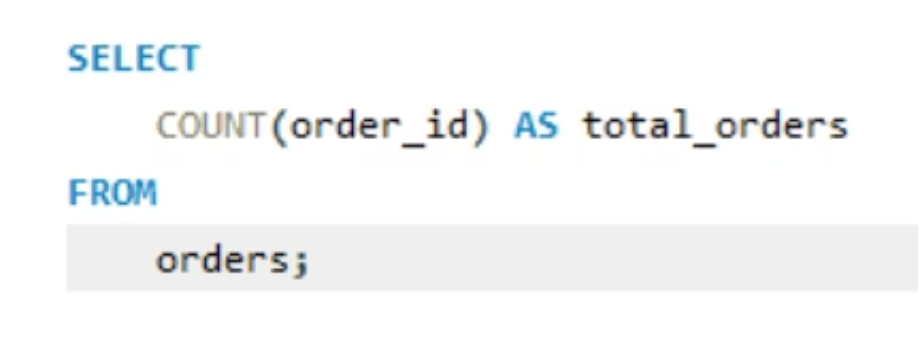 SELECT
    COUNT(order_id) AS total_orders
FROM
    orders;